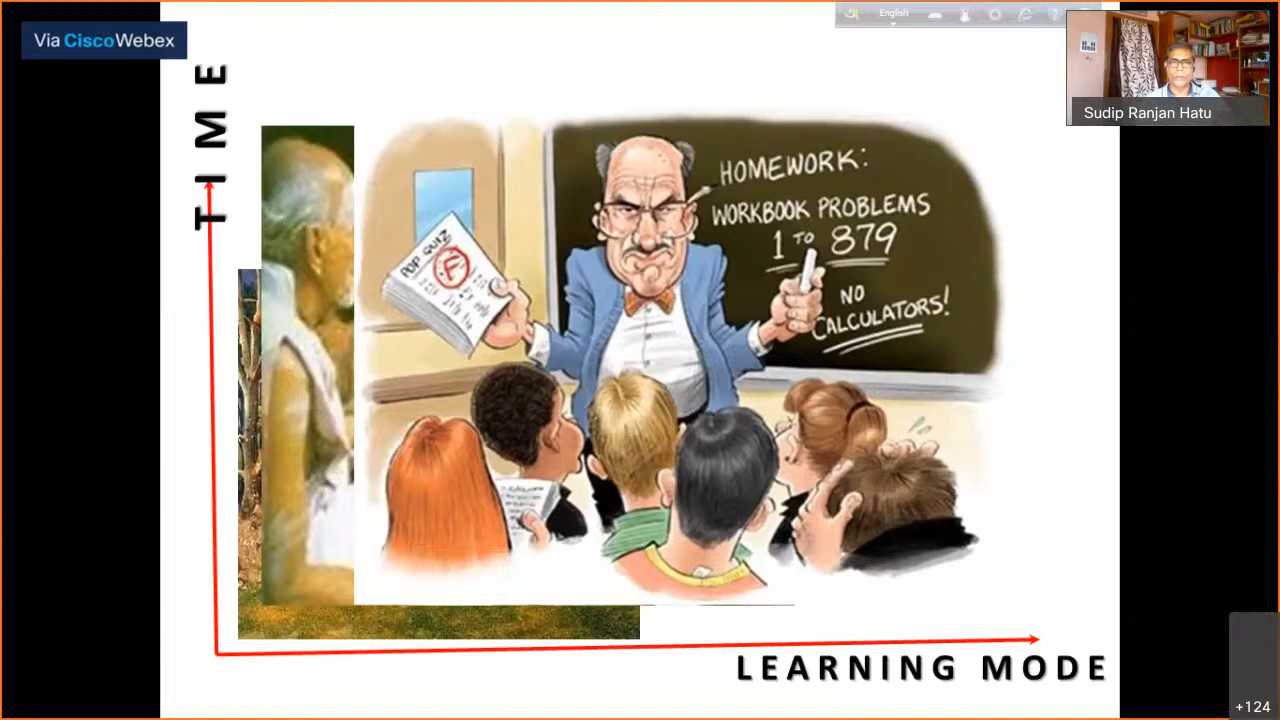 Via CiscoWebex
English
Sudip Ranjan Hatu
TIME
HOMEWORK:
WORKBOOK PROBLEMS
1 TO 879
NO
CALCULATORS!
POP QUIZ
F
LEARNING MODE
+124